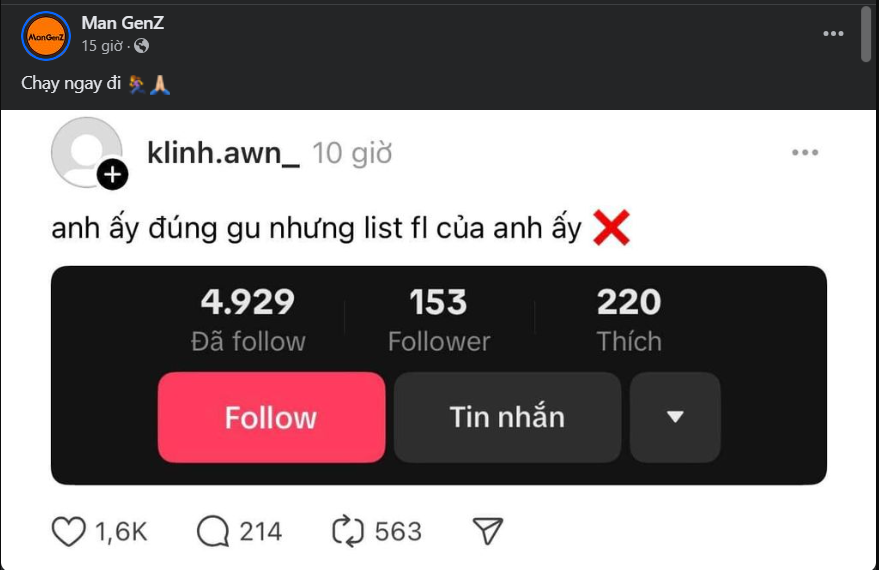 ManGenZ
Man GenZ
15 giờ ·
Chạy ngay đi 🏃‍♀️🙏🏼
klinh.awn_ 10 giờ
anh ấy đúng gu nhưng list fl của anh ấy ❌
4.929 153 220
Đã follow Follower Thích
Follow Tin nhắn
1,6K 214 563